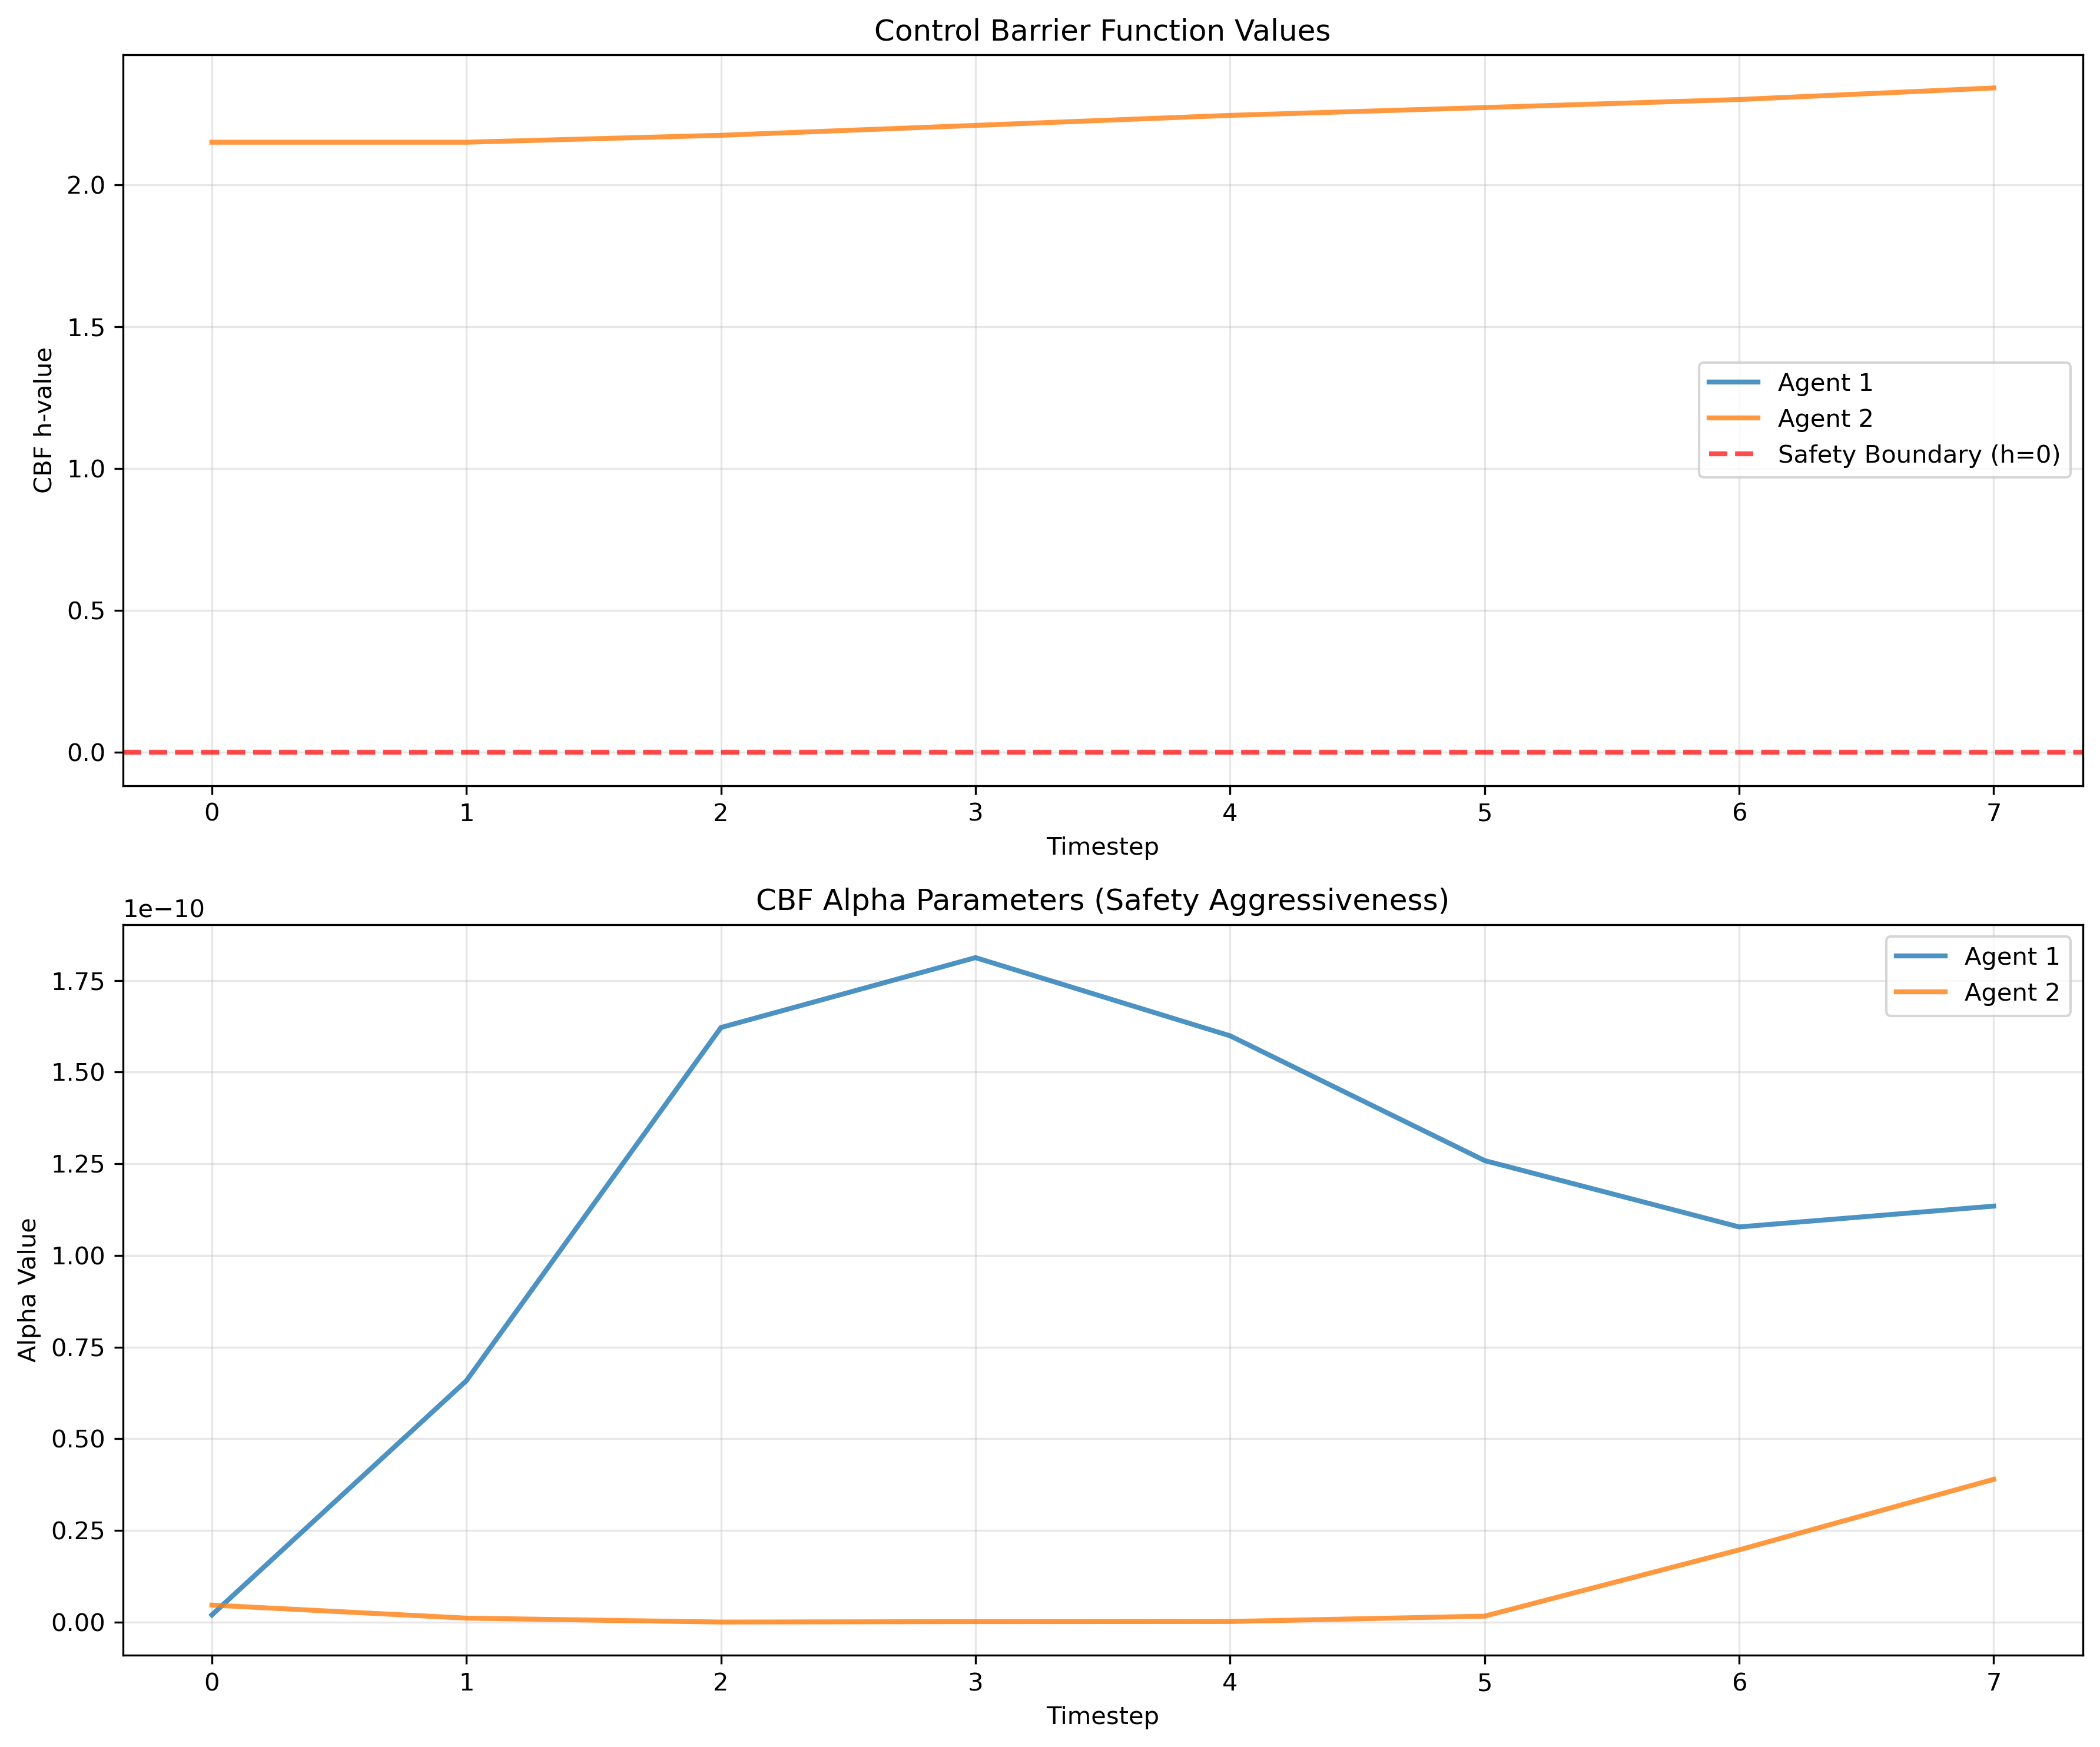 Control Barrier Function Values
CBF h-value
2.0
1.5
1.0
0.5
0.0
Agent 1
Agent 2
Safety Boundary (h=0)
0 1 2 3 4 5 6 7
Timestep
CBF Alpha Parameters (Safety Aggressiveness)
1e−10
Alpha Value
1.75
1.50
1.25
1.00
0.75
0.50
0.25
0.00
Agent 1
Agent 2
0 1 2 3 4 5 6 7
Timestep